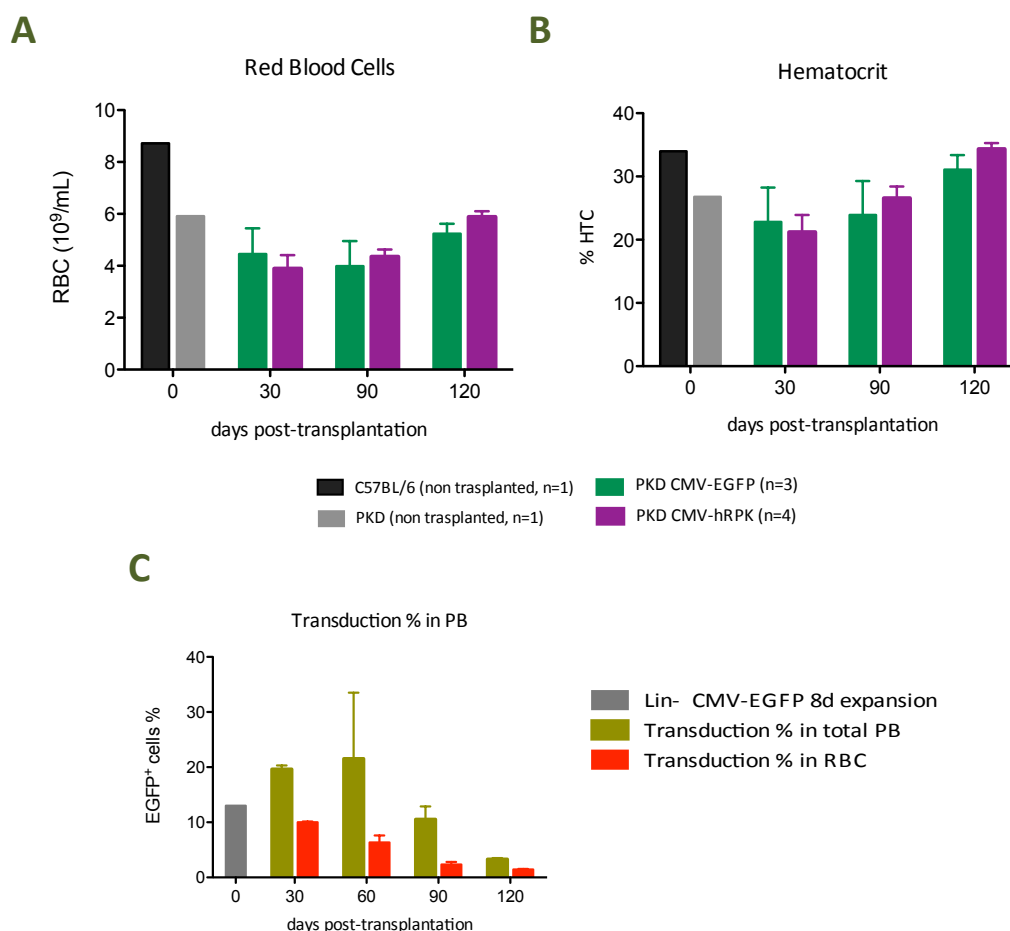 A
Red Blood Cells
RBC (10⁹/mL)
10
8
6
4
2
0
0 30 90 120
days post-transplantation
B
Hematocrit
% HTC
40
30
20
10
0
0 30 90 120
days post-transplantation
C57BL/6 (non trasplanted, n=1)
PKD CMV-EGFP (n=3)
PKD (non trasplanted, n=1)
PKD CMV-hRPK (n=4)
C
Transduction % in PB
EGFP⁺ cells %
40
30
20
10
0
0 30 60 90 120
days post-transplantation
Lin- CMV-EGFP 8d expansion
Transduction % in total PB
Transduction % in RBC